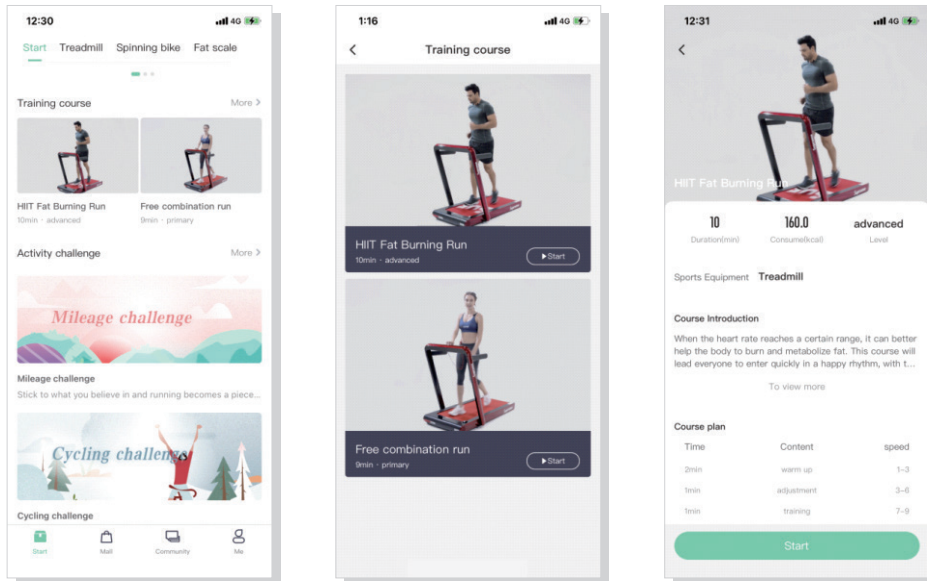 12:30
4G
Start Treadmill Spinning bike Fat scale
Training course More >
HIIT Fat Burning Run Free combination run
10min · advanced 9min · primary
Activity challenge More >
Mileage challenge
Mileage challenge
Stick to what you believe in and running becomes a piece...
Cycling challenge
Cycling challenge
Start Mall Community Me
1:16
4G
Training course
HIIT Fat Burning Run
10min · advanced
Start
Free combination run
9min · primary
Start
12:31
4G
HIIT Fat Burning Run
10 160.0 advanced
Duration(min) Consume(kcal) Level
Sports Equipment Treadmill
Course Introduction
When the heart rate reaches a certain range, it can better
help the body to burn and metabolize fat. This course will
lead everyone to enter quickly in a happy rhythm, with t...
To view more
Course plan
Time Content speed
2min warm up 1-3
1min adjustment 3-6
1min training 7-9
Start